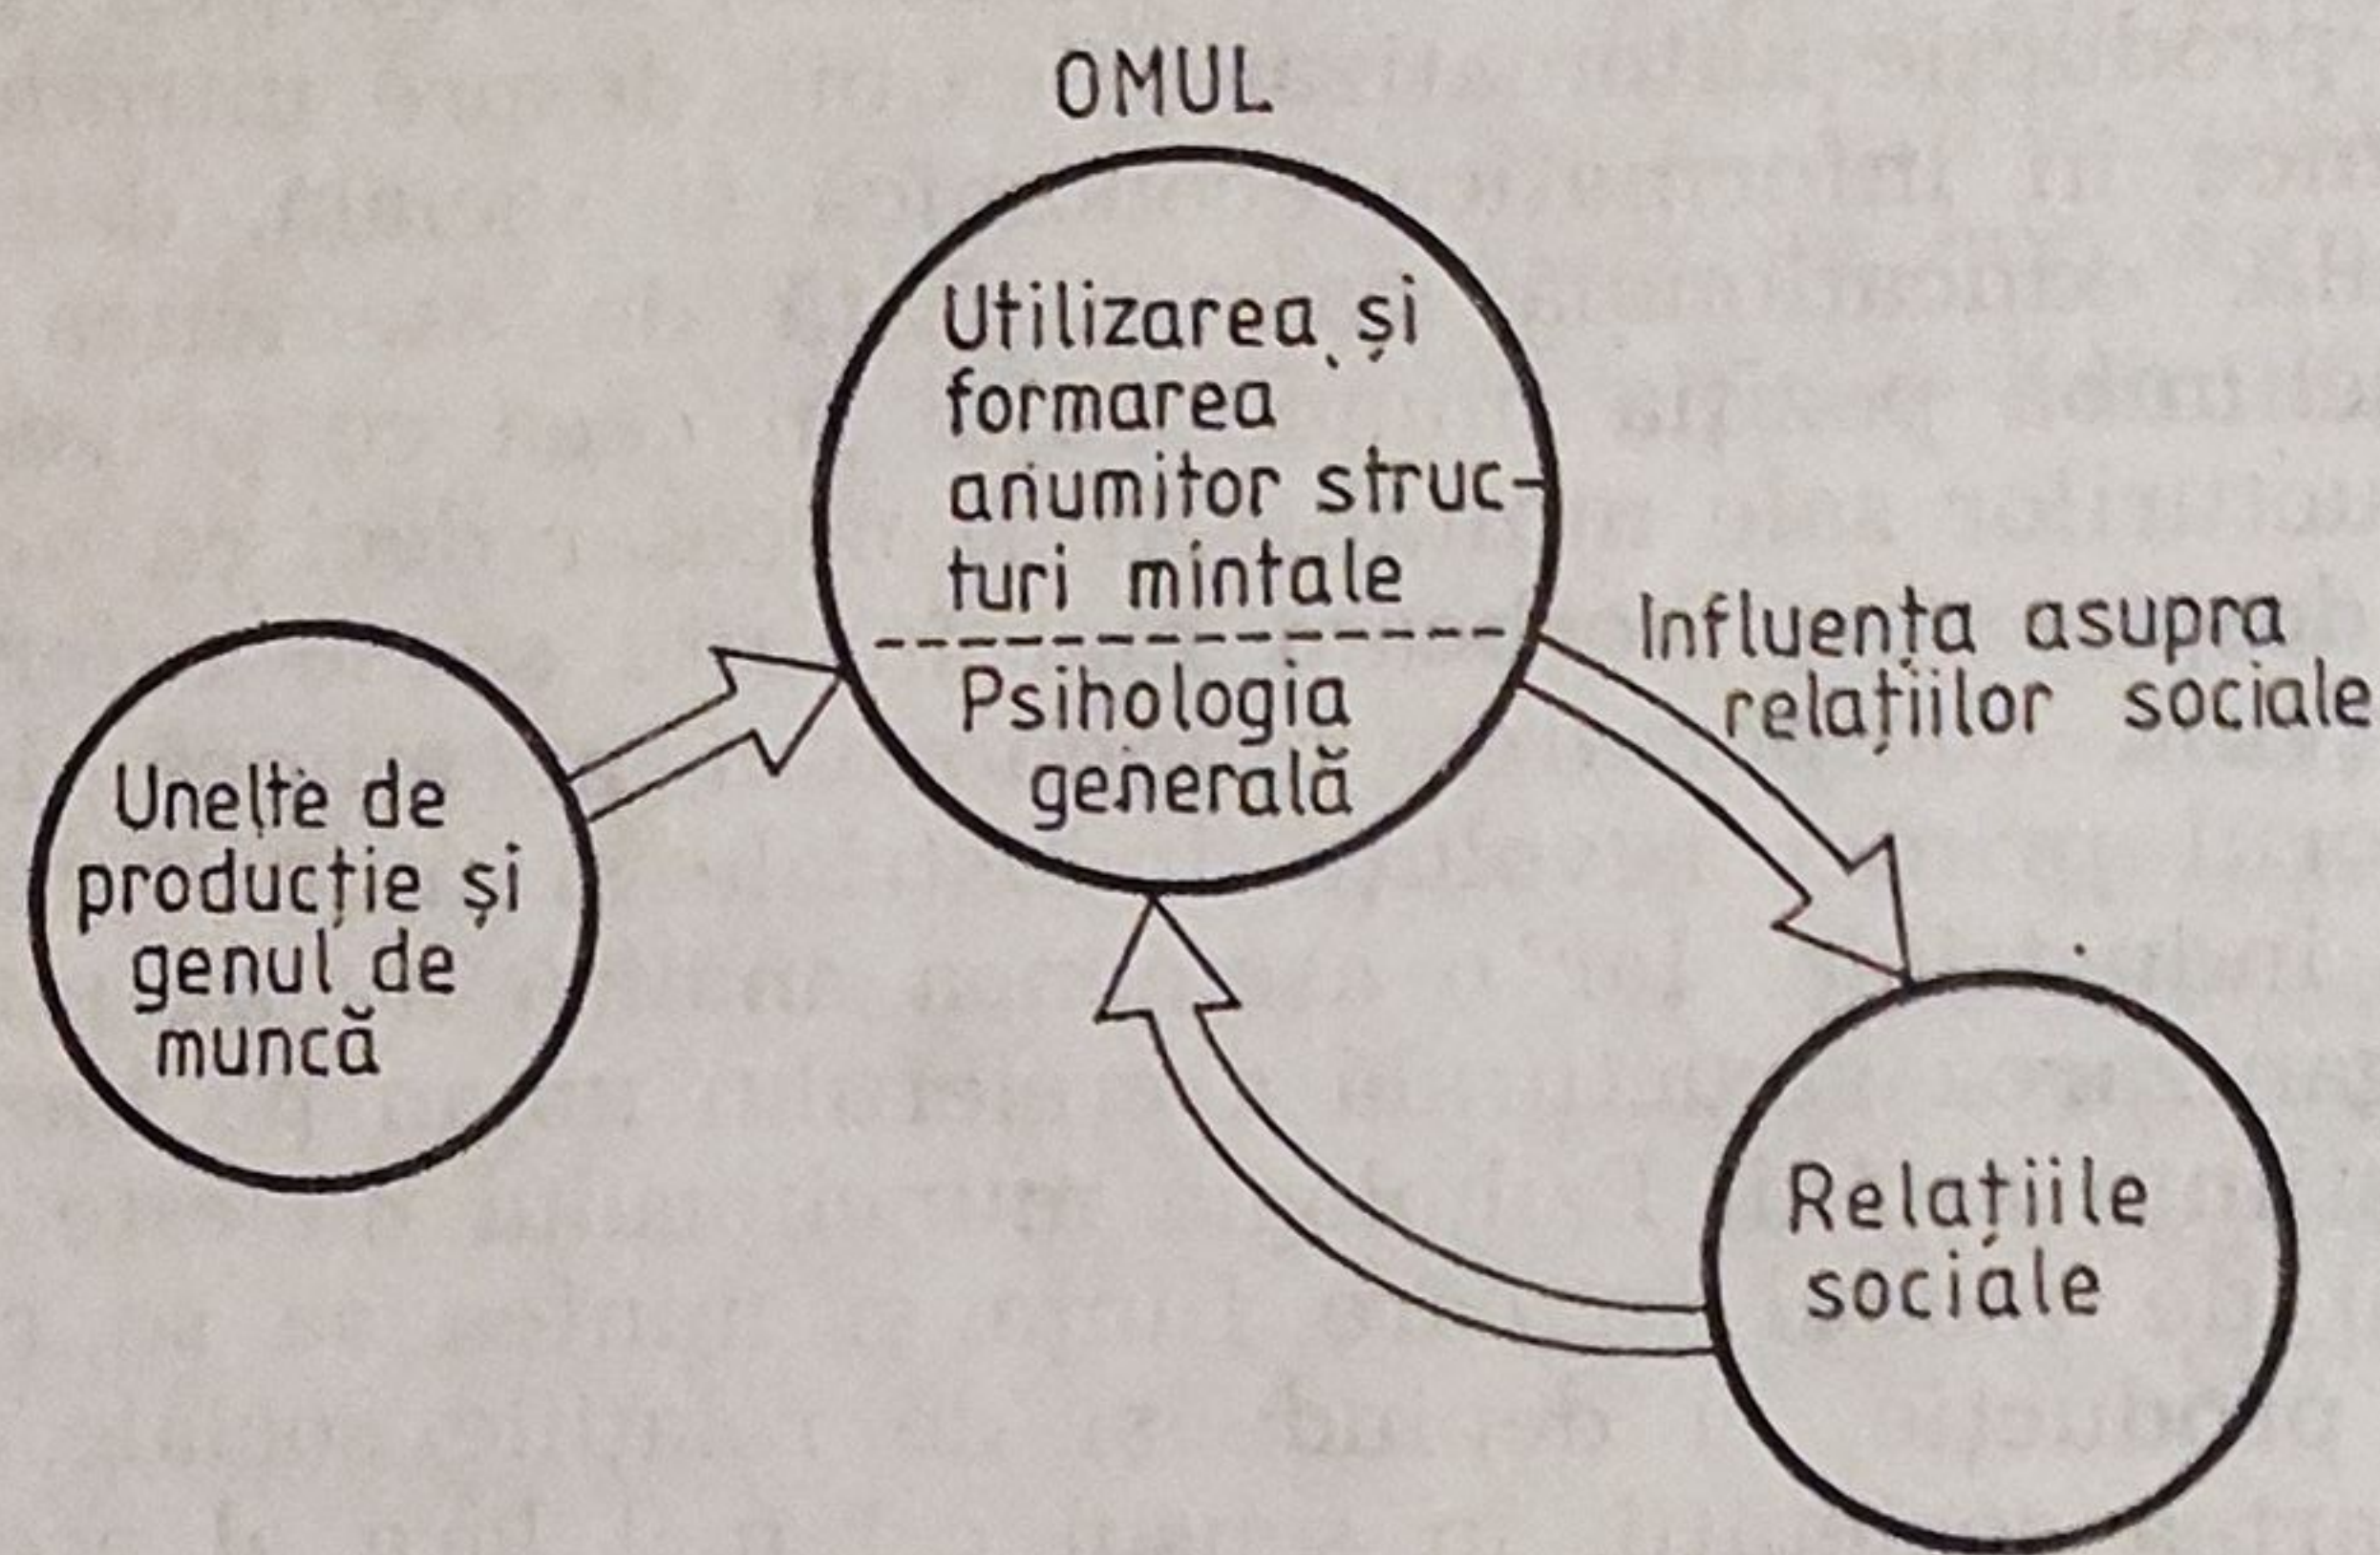 OMUL
Utilizarea și
formarea
anumitor struc-
turi mintale
Psihologia
generală
Unelte de
producție și
genul de
muncă
Influența asupra
relațiilor sociale
Relațiile
sociale